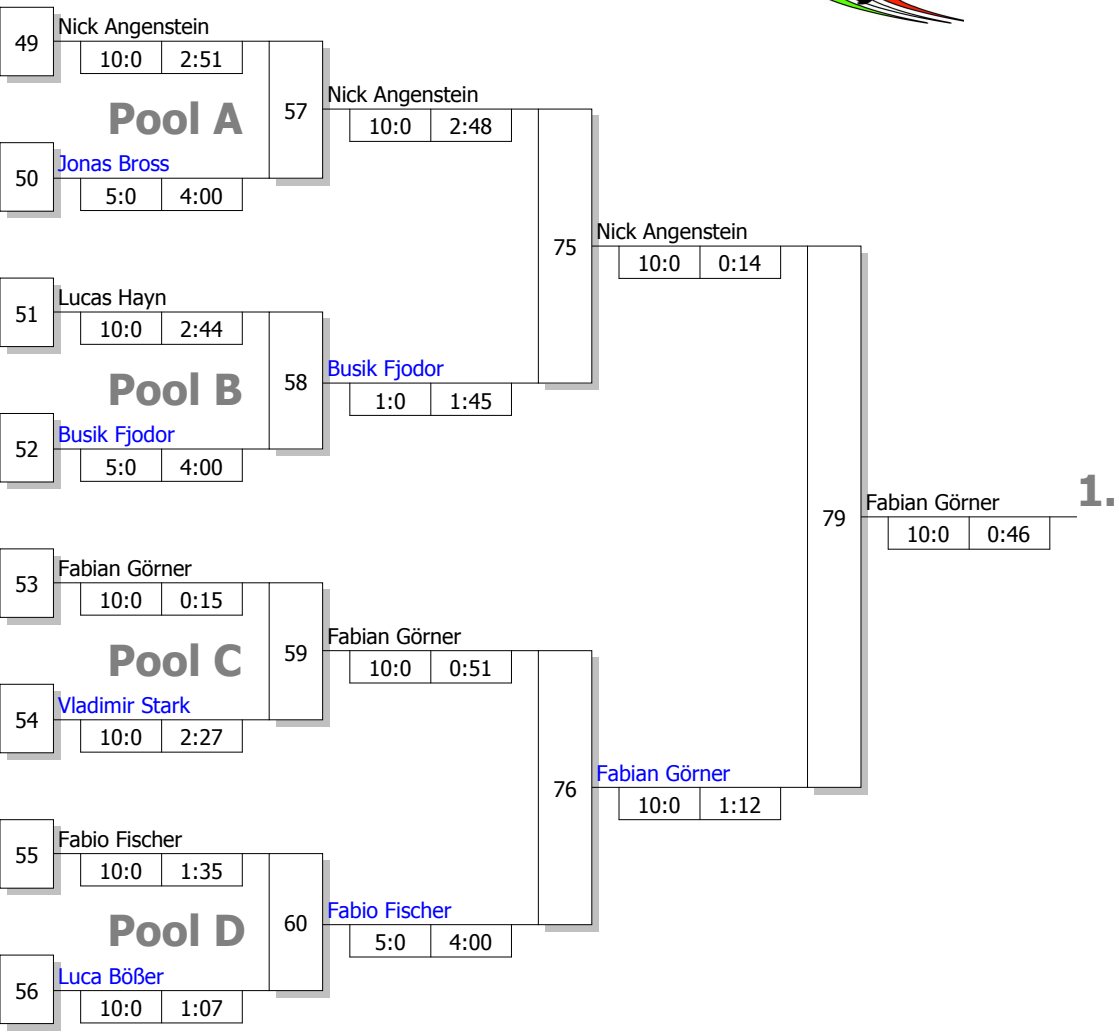 49
Nick Angenstein
10:0 2:51
Pool A
57
Nick Angenstein
10:0 2:48
50
Jonas Bross
5:0 4:00
75
Nick Angenstein
10:0 0:14
51
Lucas Hayn
10:0 2:44
Pool B
58
Busik Fjodor
1:0 1:45
52
Busik Fjodor
5:0 4:00
79
Fabian Görner
1.
10:0 0:46
53
Fabian Görner
10:0 0:15
Pool C
59
Fabian Görner
10:0 0:51
54
Vladimir Stark
10:0 2:27
76
Fabian Görner
10:0 1:12
55
Fabio Fischer
10:0 1:35
Pool D
60
Fabio Fischer
5:0 4:00
56
Luca Bößer
10:0 1:07